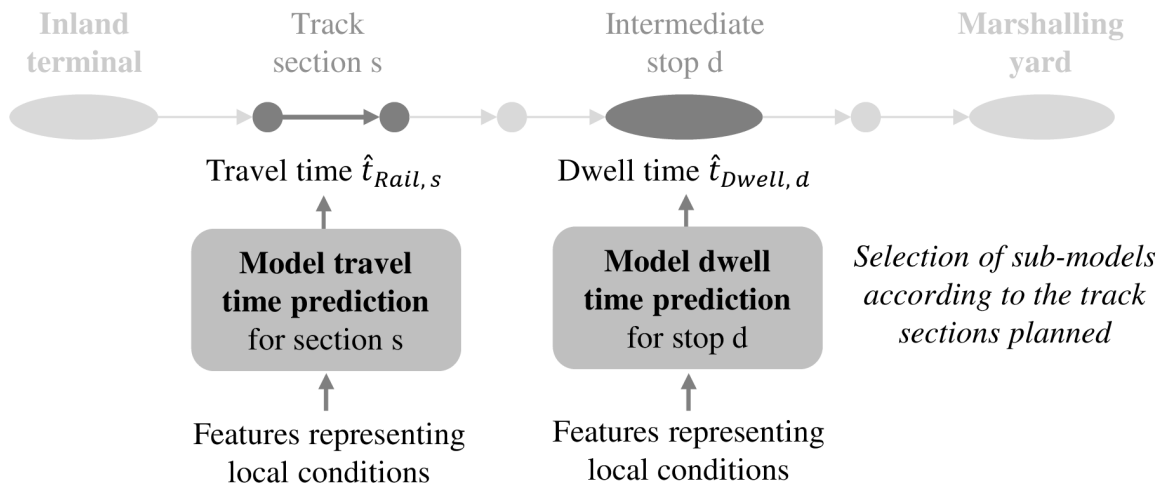 Inland
terminal
Track
section s
Intermediate
stop d
Marshalling
yard
Travel time t̂_Rail, s
Dwell time t̂_Dwell, d
Model travel
time prediction
for section s
Model dwell
time prediction
for stop d
Selection of sub-models
according to the track
sections planned
Features representing
local conditions
Features representing
local conditions